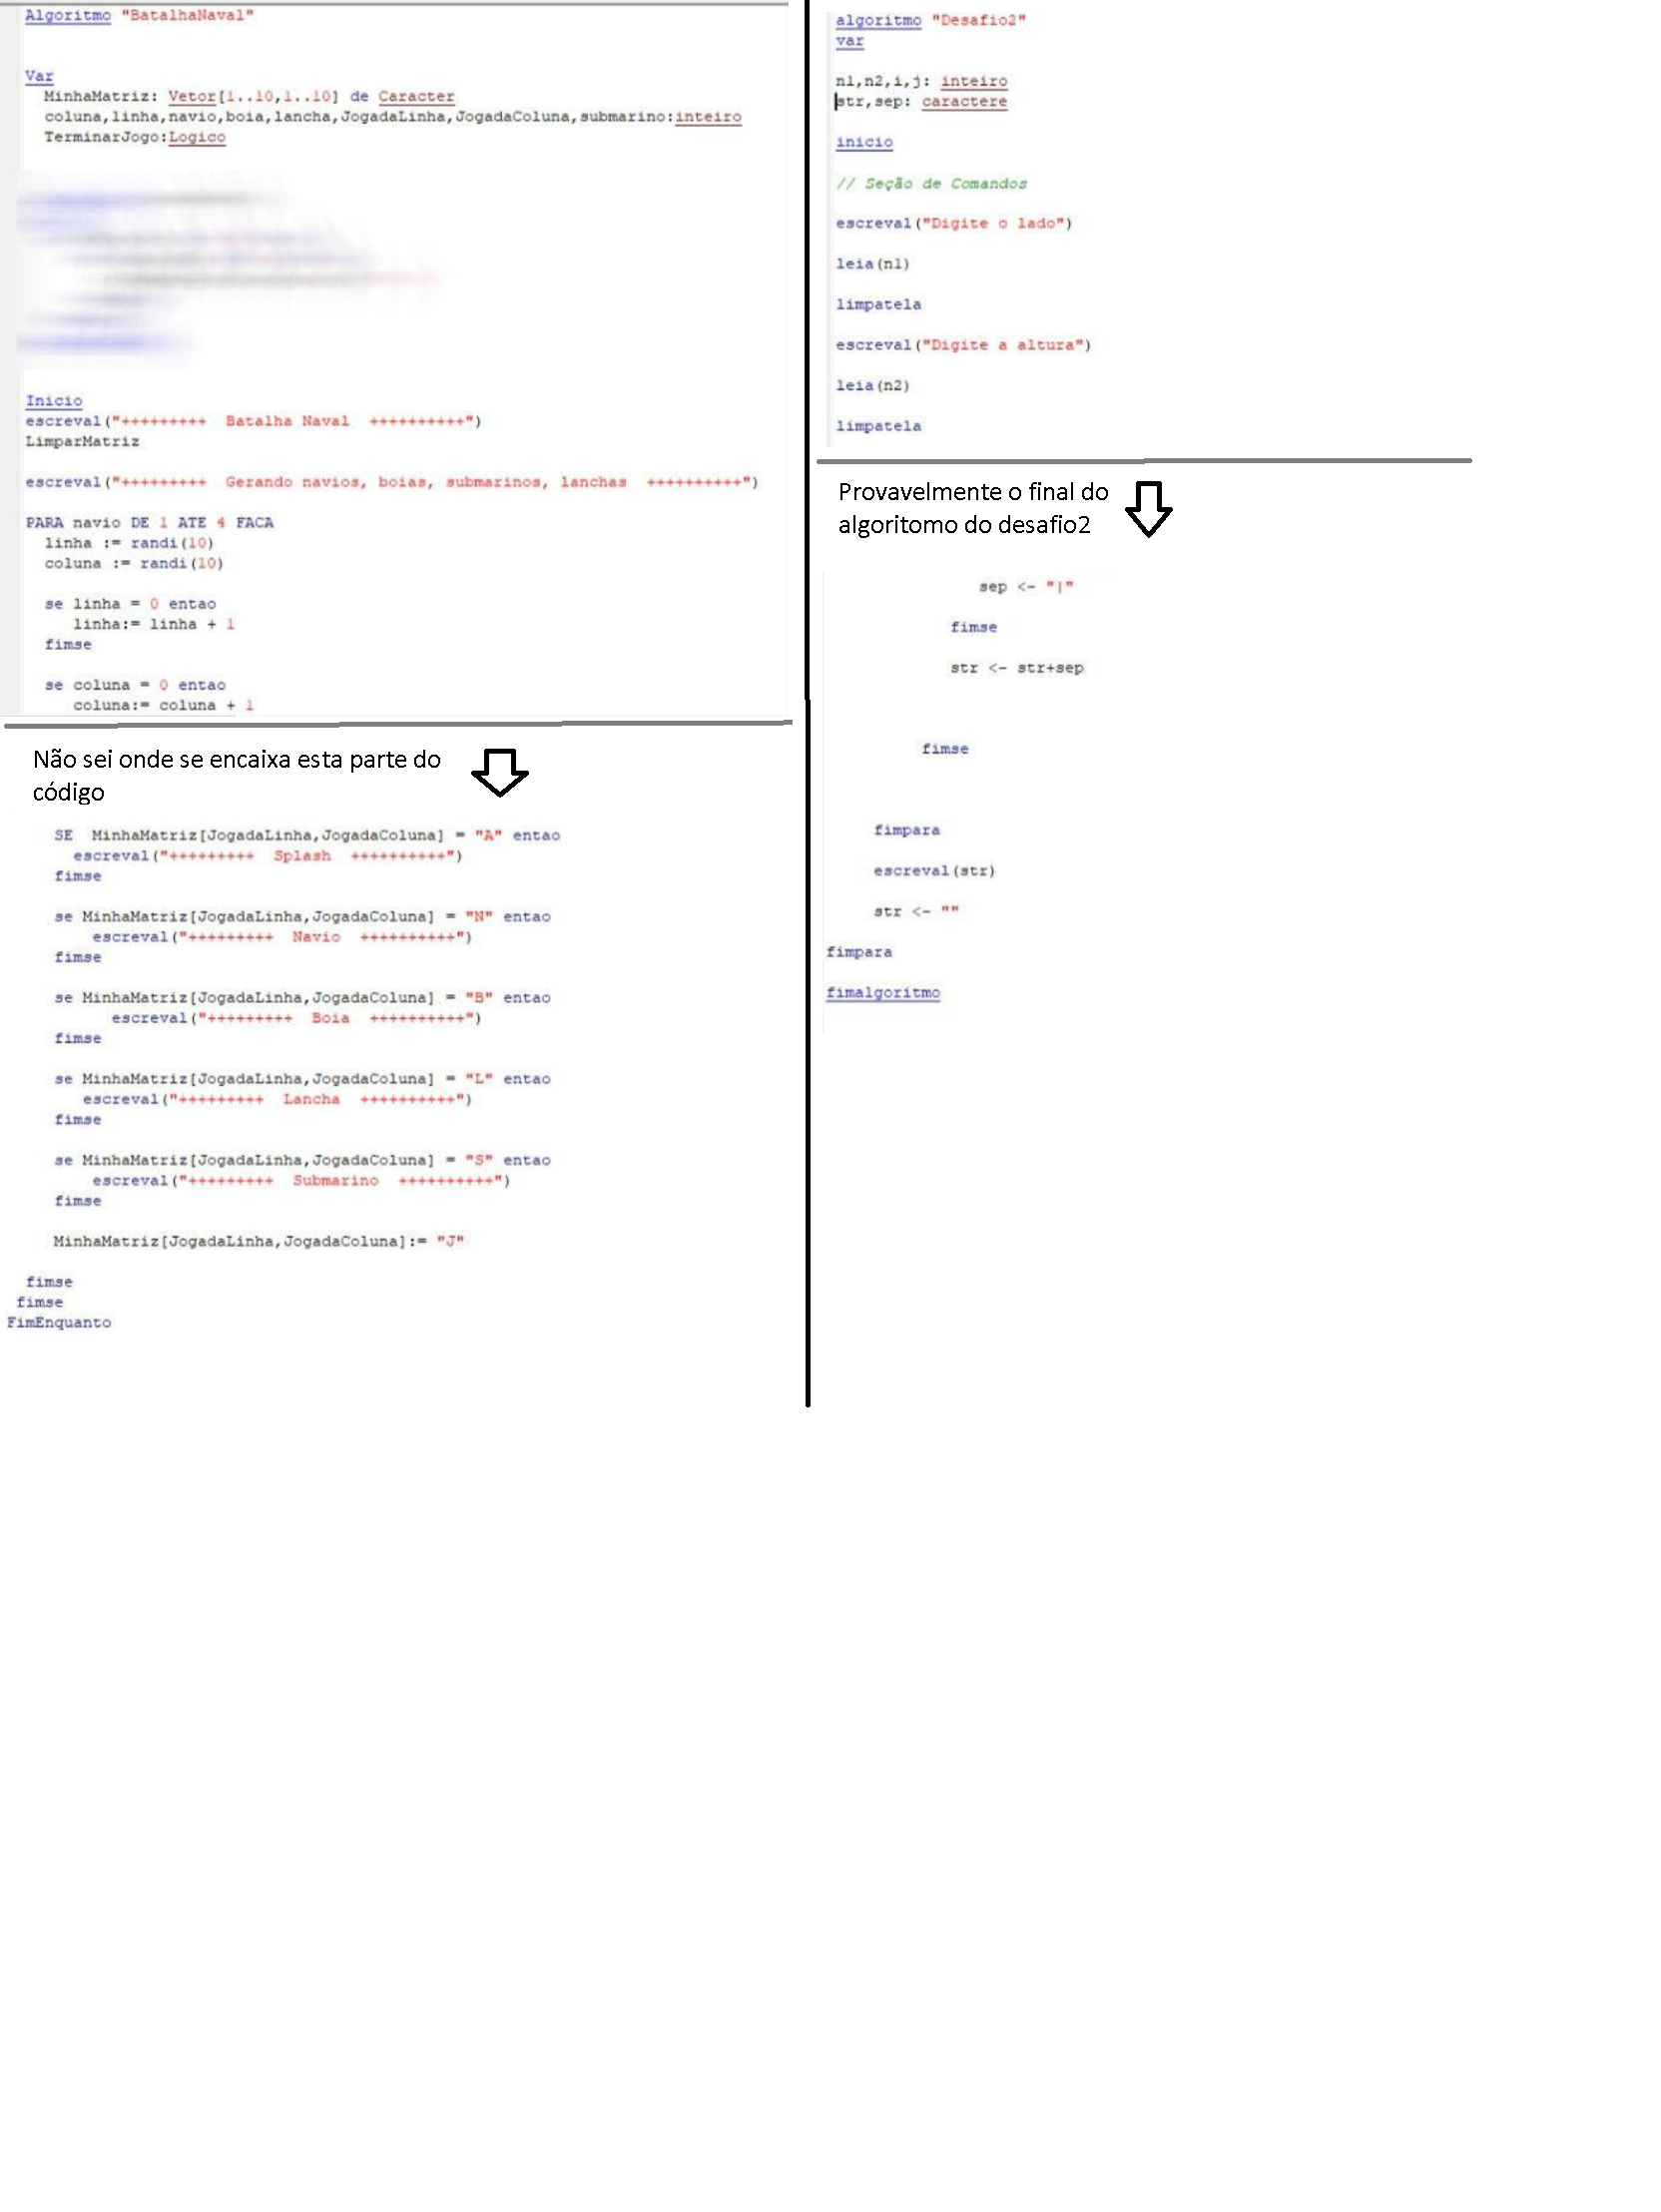 Algoritmo "BatalhaNaval"
Var
MinhaMatriz: Vetor[1..10,1..10] de Caracter
coluna,linha,navio,boia,lancha,JogadaLinha,JogadaColuna,submarino:inteiro
TerminarJogo:Logico
Inicio
escreval("+++++++++  Batalha Naval  ++++++++++")
LimparMatriz
escreval("+++++++++  Gerando navios, boias, submarinos, lanchas  ++++++++++")
PARA navio DE 1 ATE 4 FACA
linha := randi(10)
coluna := randi(10)
se linha = 0 entao
linha:= linha + 1
fimse
se coluna = 0 entao
coluna:= coluna + 1
Não sei onde se encaixa esta parte do
código
SE  MinhaMatriz[JogadaLinha,JogadaColuna] = "A" entao
escreval("+++++++++  Splash  ++++++++++")
fimse
se MinhaMatriz[JogadaLinha,JogadaColuna] = "N" entao
escreval("+++++++++  Navio  ++++++++++")
fimse
se MinhaMatriz[JogadaLinha,JogadaColuna] = "B" entao
escreval("+++++++++  Boia  ++++++++++")
fimse
se MinhaMatriz[JogadaLinha,JogadaColuna] = "L" entao
escreval("+++++++++  Lancha  ++++++++++")
fimse
se MinhaMatriz[JogadaLinha,JogadaColuna] = "S" entao
escreval("+++++++++  Submarino  ++++++++++")
fimse
MinhaMatriz[JogadaLinha,JogadaColuna]:= "J"
fimse
fimse
FimEnquanto
algoritmo "Desafio2"
var
n1,n2,i,j: inteiro
str,sep: caractere
inicio
// Seção de Comandos
escreval("Digite o lado")
leia(n1)
limpatela
escreval("Digite a altura")
leia(n2)
limpatela
Provavelmente o final do
algoritomo do desafio2
sep <- "|"
fimse
str <- str+sep
fimse
fimpara
escreval(str)
str <- ""
fimpara
fimalgoritmo